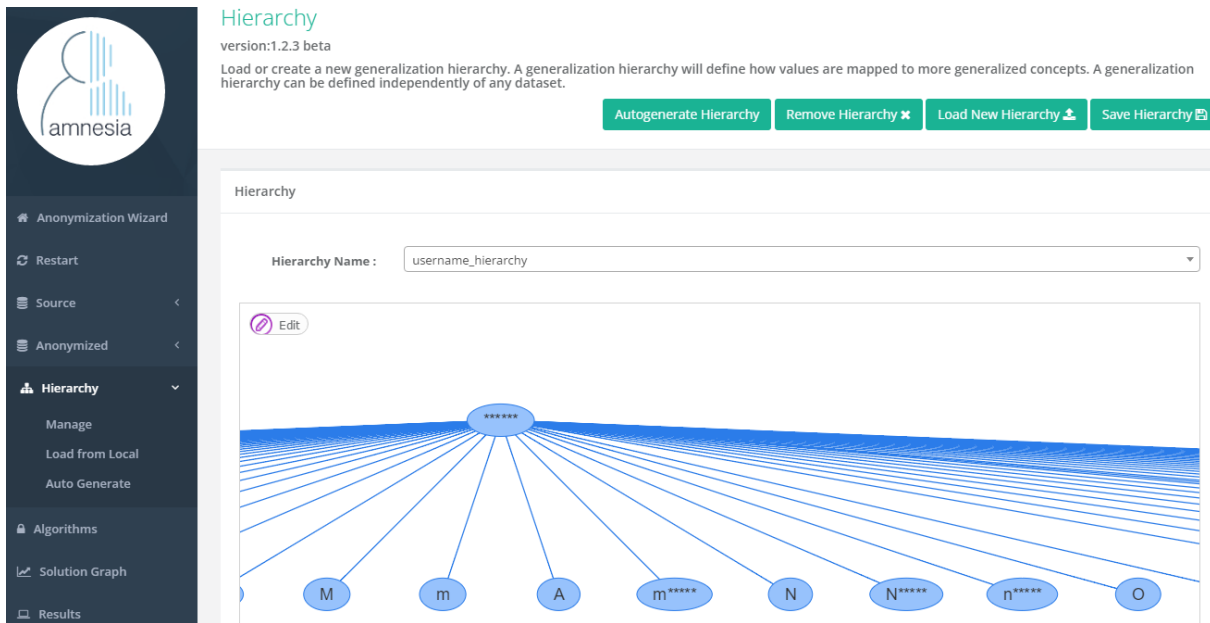 amnesia
Anonymization Wizard
Restart
Source
Anonymized
Hierarchy
Manage
Load from Local
Auto Generate
Algorithms
Solution Graph
Results
Hierarchy
version:1.2.3 beta
Load or create a new generalization hierarchy. A generalization hierarchy will define how values are mapped to more generalized concepts. A generalization
hierarchy can be defined independently of any dataset.
Autogenerate Hierarchy Remove Hierarchy Load New Hierarchy Save Hierarchy
Hierarchy
Hierarchy Name : username_hierarchy
Edit
******
M m A m***** N N***** n***** O